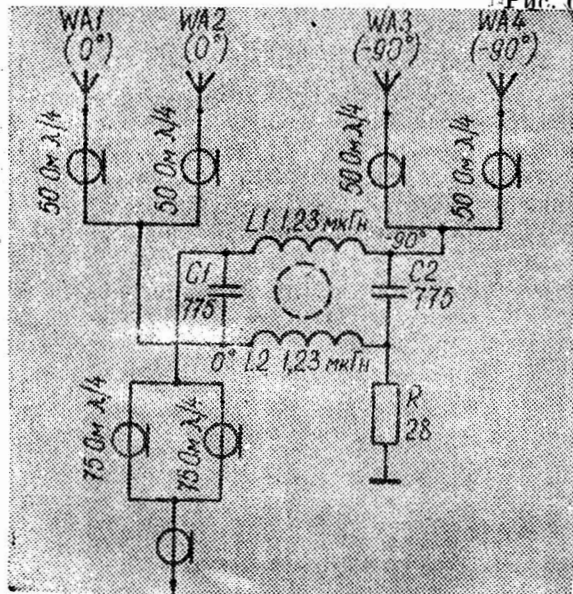 Рис.
WA1
(0°)
WA2
(0°)
WA3
(-90°)
WA4
(-90°)
50 Ом λ/4
50 Ом λ/4
50 Ом λ/4
50 Ом λ/4
L1 1,23 мкГн
-90°
C1
775
C2
775
0° L2 1,23 мкГн
R
28
75 Ом λ/4
75 Ом λ/4